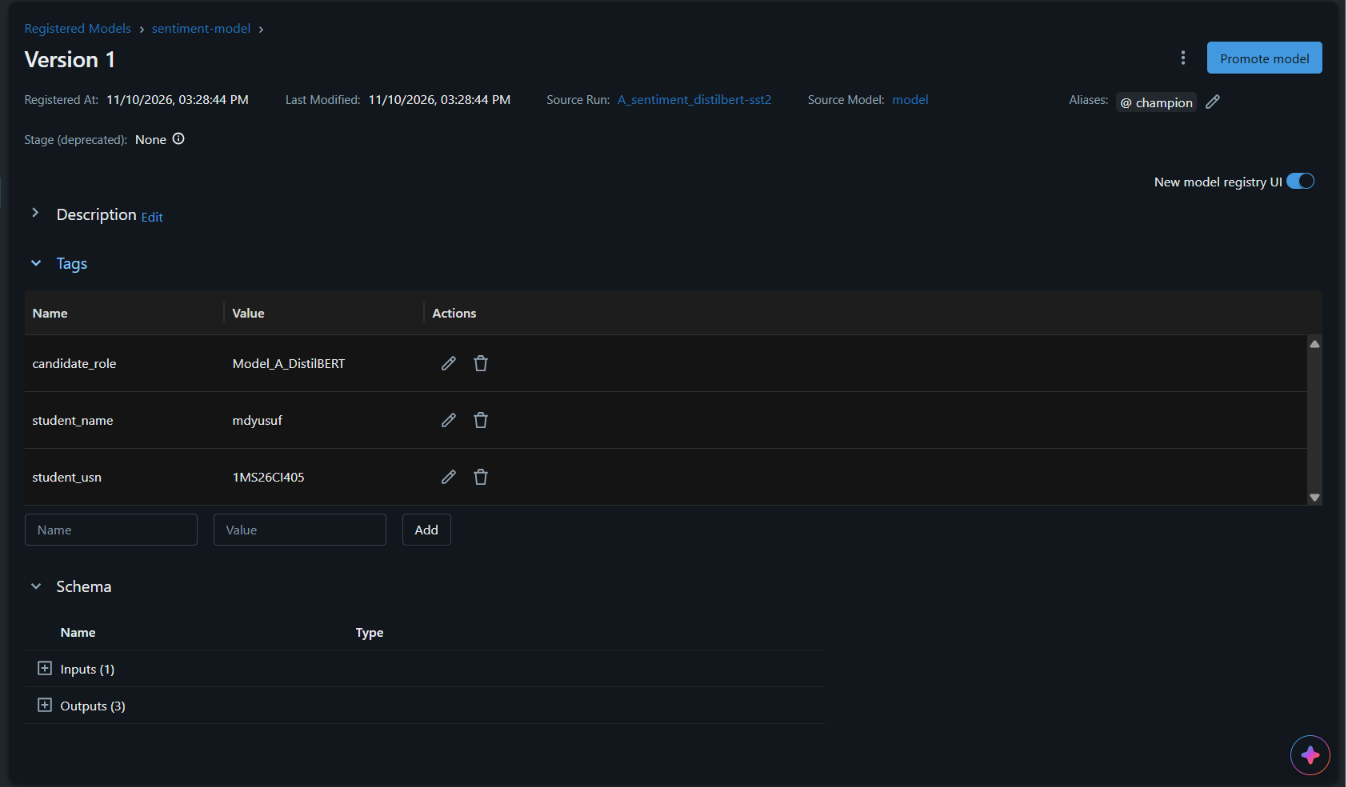 Registered Models › sentiment-model ›
Version 1
Promote model
Registered At: 11/10/2026, 03:28:44 PM Last Modified: 11/10/2026, 03:28:44 PM Source Run: A_sentiment_distilbert-sst2 Source Model: model Aliases: @ champion
Stage (deprecated): None
New model registry UI
Description Edit
Tags
Name Value Actions
candidate_role Model_A_DistilBERT
student_name mdyusuf
student_usn 1MS26CI405
Name Value Add
Schema
Name Type
Inputs (1)
Outputs (3)